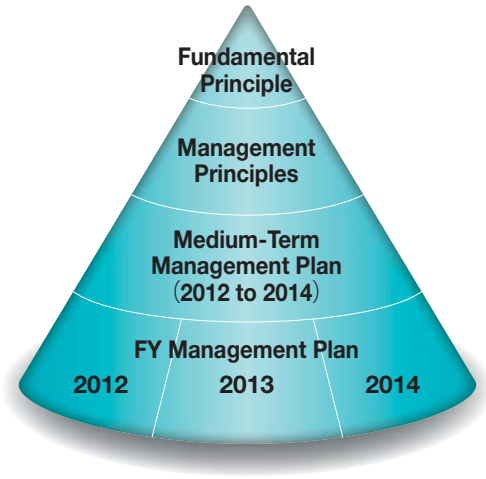 Fundamental
Principle
Management
Principles
Medium-Term
Management Plan
（2012 to 2014）
FY Management Plan
2012 2013 2014